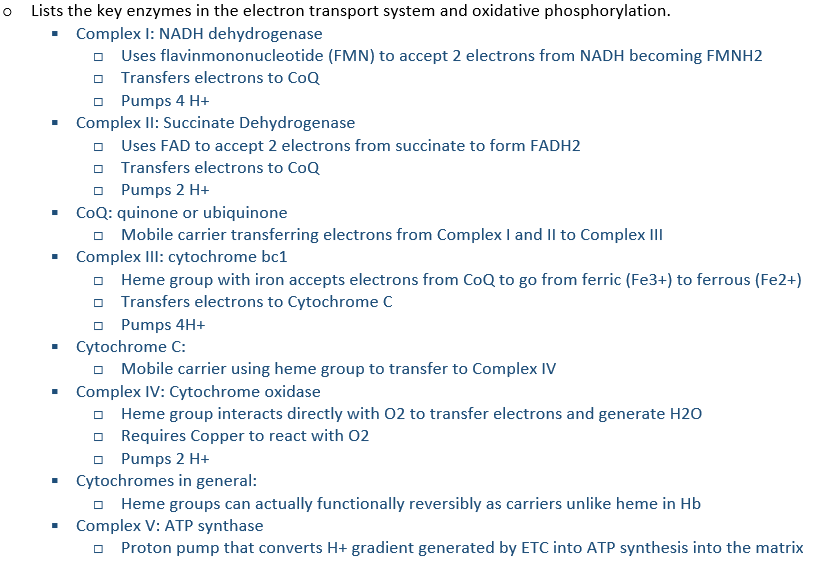 o Lists the key enzymes in the electron transport system and oxidative phosphorylation.
▪ Complex I: NADH dehydrogenase
□ Uses flavinmononucleotide (FMN) to accept 2 electrons from NADH becoming FMNH2
□ Transfers electrons to CoQ
□ Pumps 4 H+
▪ Complex II: Succinate Dehydrogenase
□ Uses FAD to accept 2 electrons from succinate to form FADH2
□ Transfers electrons to CoQ
□ Pumps 2 H+
▪ CoQ: quinone or ubiquinone
□ Mobile carrier transferring electrons from Complex I and II to Complex III
▪ Complex III: cytochrome bc1
□ Heme group with iron accepts electrons from CoQ to go from ferric (Fe3+) to ferrous (Fe2+)
□ Transfers electrons to Cytochrome C
□ Pumps 4H+
▪ Cytochrome C:
□ Mobile carrier using heme group to transfer to Complex IV
▪ Complex IV: Cytochrome oxidase
□ Heme group interacts directly with O2 to transfer electrons and generate H2O
□ Requires Copper to react with O2
□ Pumps 2 H+
▪ Cytochromes in general:
□ Heme groups can actually functionally reversibly as carriers unlike heme in Hb
▪ Complex V: ATP synthase
□ Proton pump that converts H+ gradient generated by ETC into ATP synthesis into the matrix